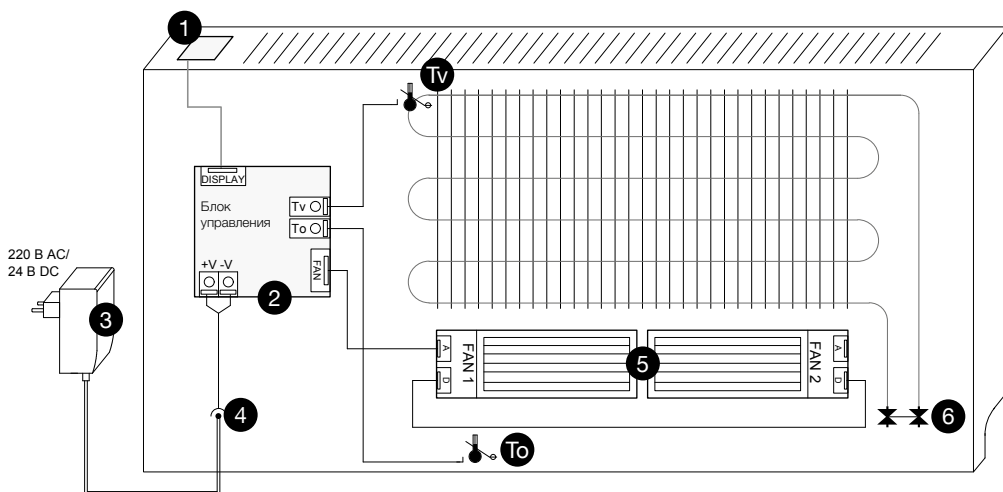 1
Tv
DISPLAY
Блок
управления
Tv
To
FAN
+V -V
2
220 В AC/
24 В DC
3
4
A
D
FAN 1
5
FAN 2
A
D
6
To